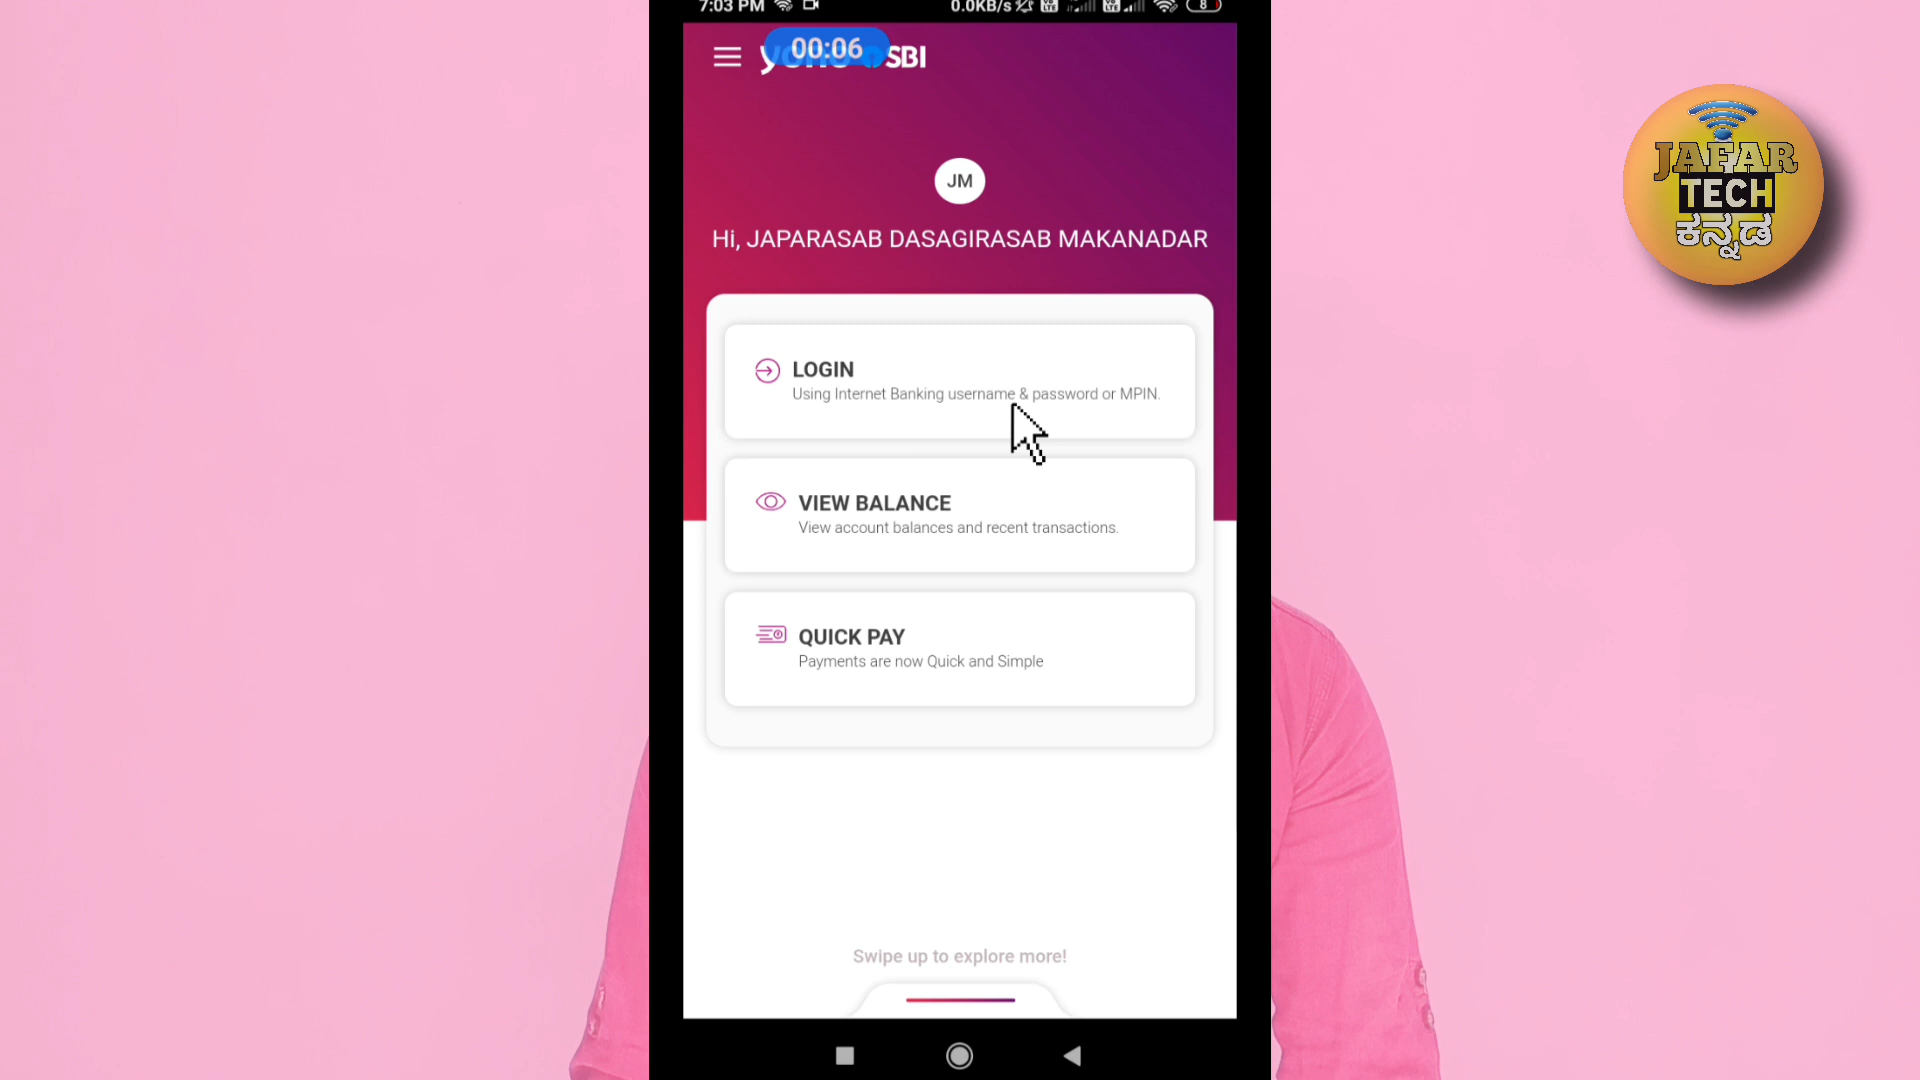 7:03 PM
0.0KB/s
8
00:06
SBI
JM
Hi, JAPARASAB DASAGIRASAB MAKANADAR
LOGIN
Using Internet Banking username & password or MPIN.
VIEW BALANCE
View account balances and recent transactions.
QUICK PAY
Payments are now Quick and Simple
Swipe up to explore more!
JAFAR
TECH
ಕನ್ನಡ